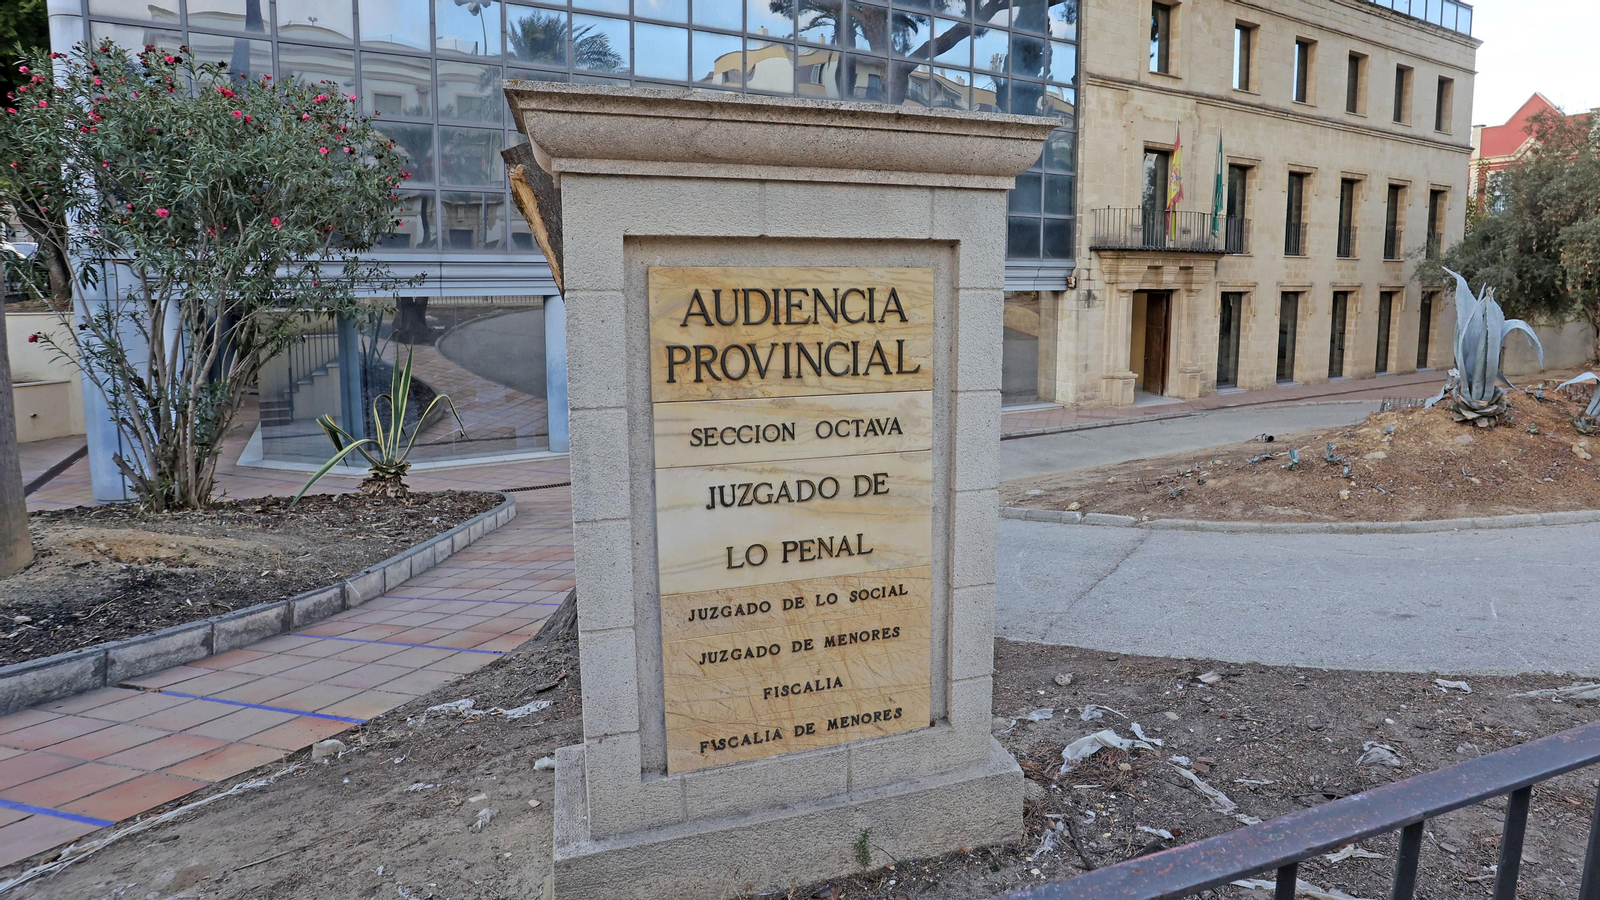 AUDIENCIA
PROVINCIAL
SECCION OCTAVA
JUZGADO DE
LO PENAL
JUZGADO DE LO SOCIAL
JUZGADO DE MENORES
FISCALIA
FISCALIA DE MENORES